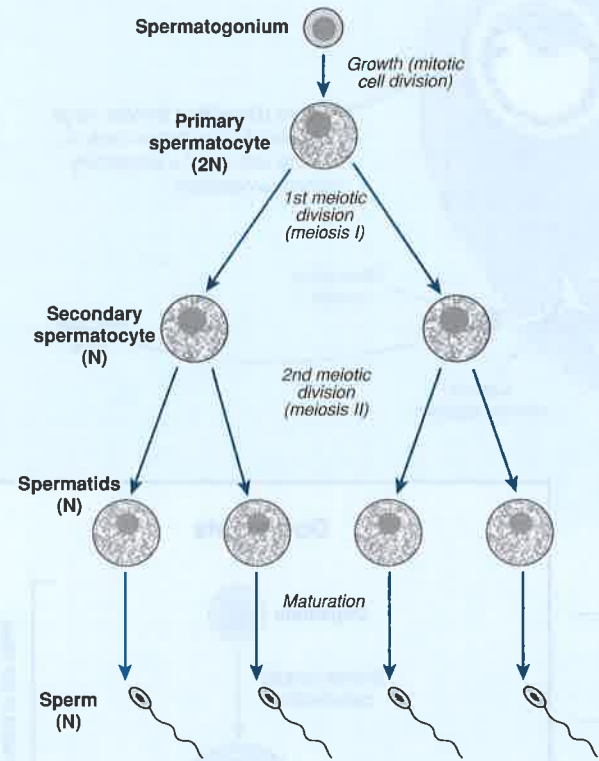 Spermatogonium
Growth (mitotic
cell division)
Primary
spermatocyte
(2N)
1st meiotic
division
(meiosis I)
Secondary
spermatocyte
(N)
2nd meiotic
division
(meiosis II)
Spermatids
(N)
Maturation
Sperm
(N)